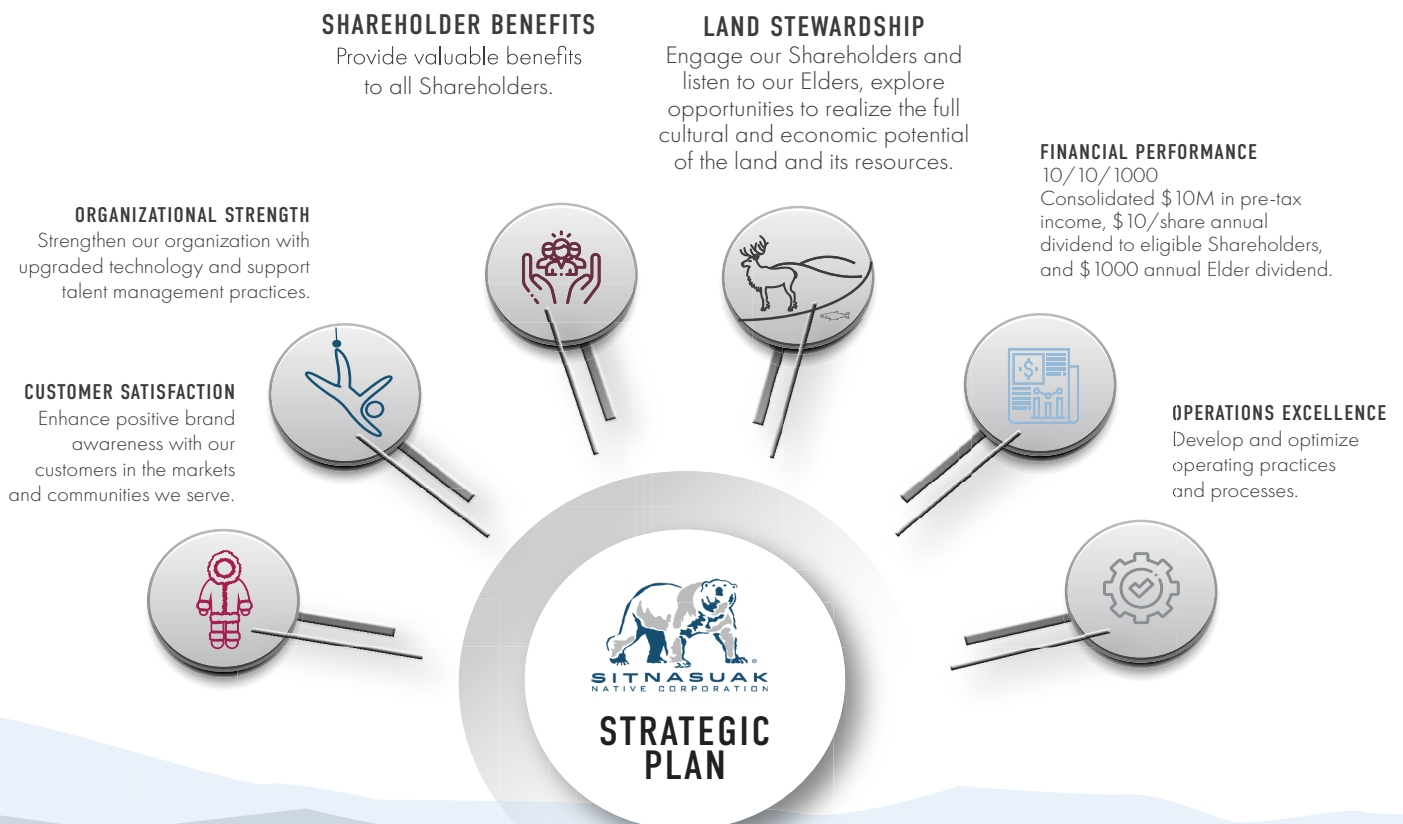 SHAREHOLDER BENEFITS
Provide valuable benefits
to all Shareholders.
LAND STEWARDSHIP
Engage our Shareholders and
listen to our Elders, explore
opportunities to realize the full
cultural and economic potential
of the land and its resources.
FINANCIAL PERFORMANCE
10/10/1000
Consolidated $10M in pre-tax
income, $10/share annual
dividend to eligible Shareholders,
and $1000 annual Elder dividend.
ORGANIZATIONAL STRENGTH
Strengthen our organization with
upgraded technology and support
talent management practices.
CUSTOMER SATISFACTION
Enhance positive brand
awareness with our
customers in the markets
and communities we serve.
OPERATIONS EXCELLENCE
Develop and optimize
operating practices
and processes.
$
SITNASUAK
NATIVE CORPORATION
®
STRATEGIC
PLAN